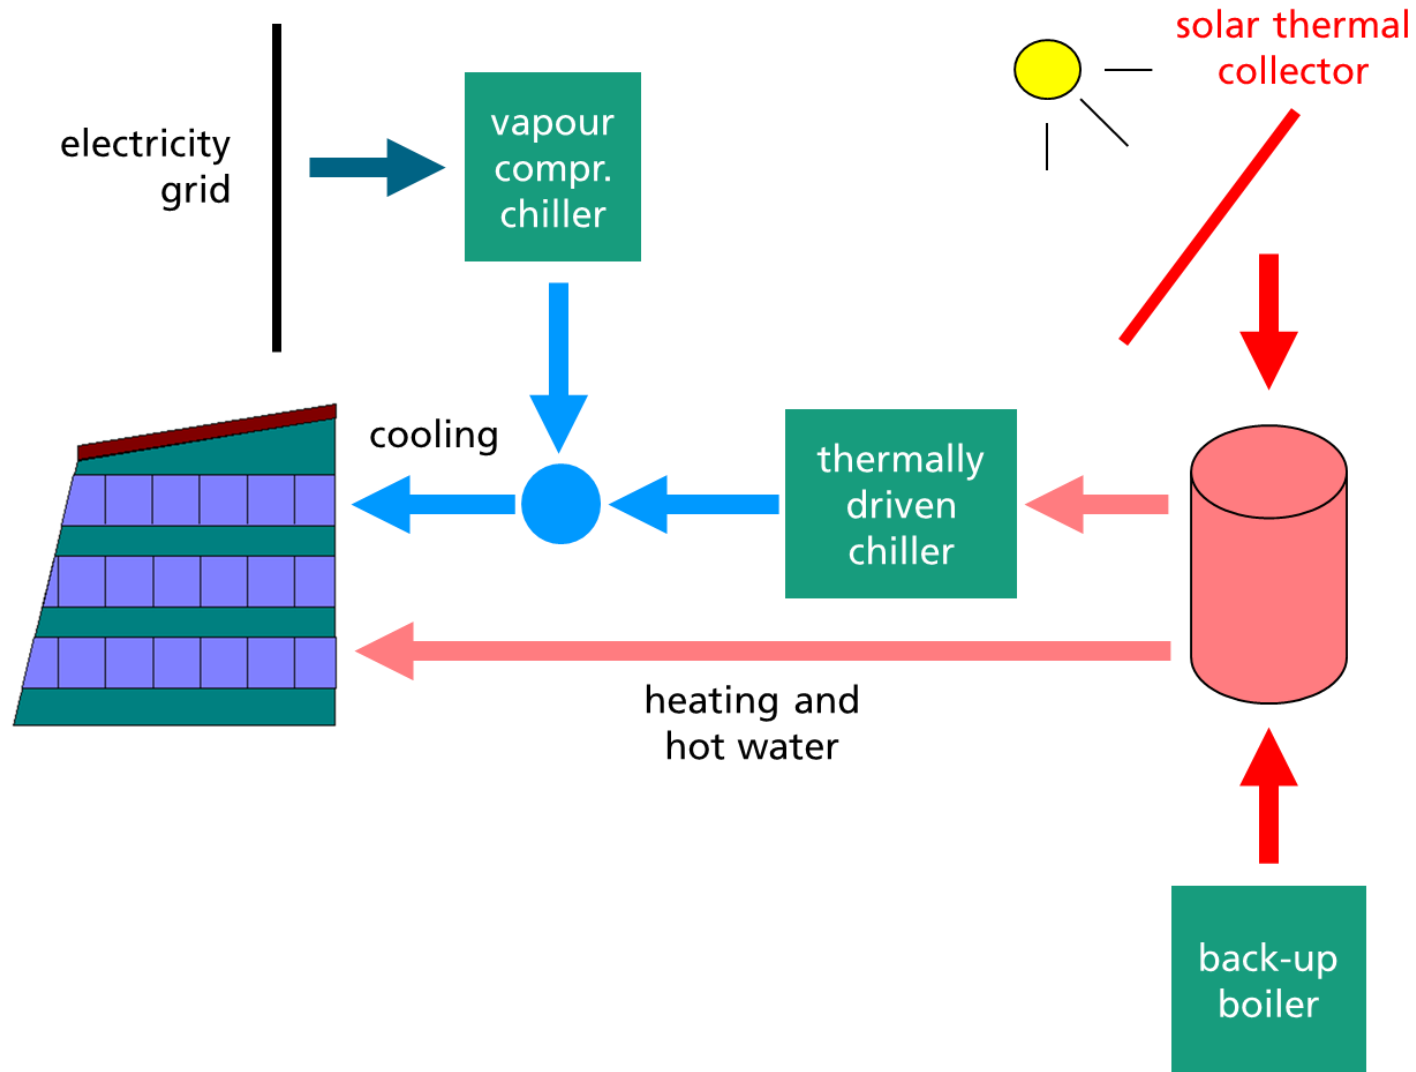 solar thermal
collector
vapour
compr.
chiller
electricity
grid
cooling
thermally
driven
chiller
heating and
hot water
back-up
boiler